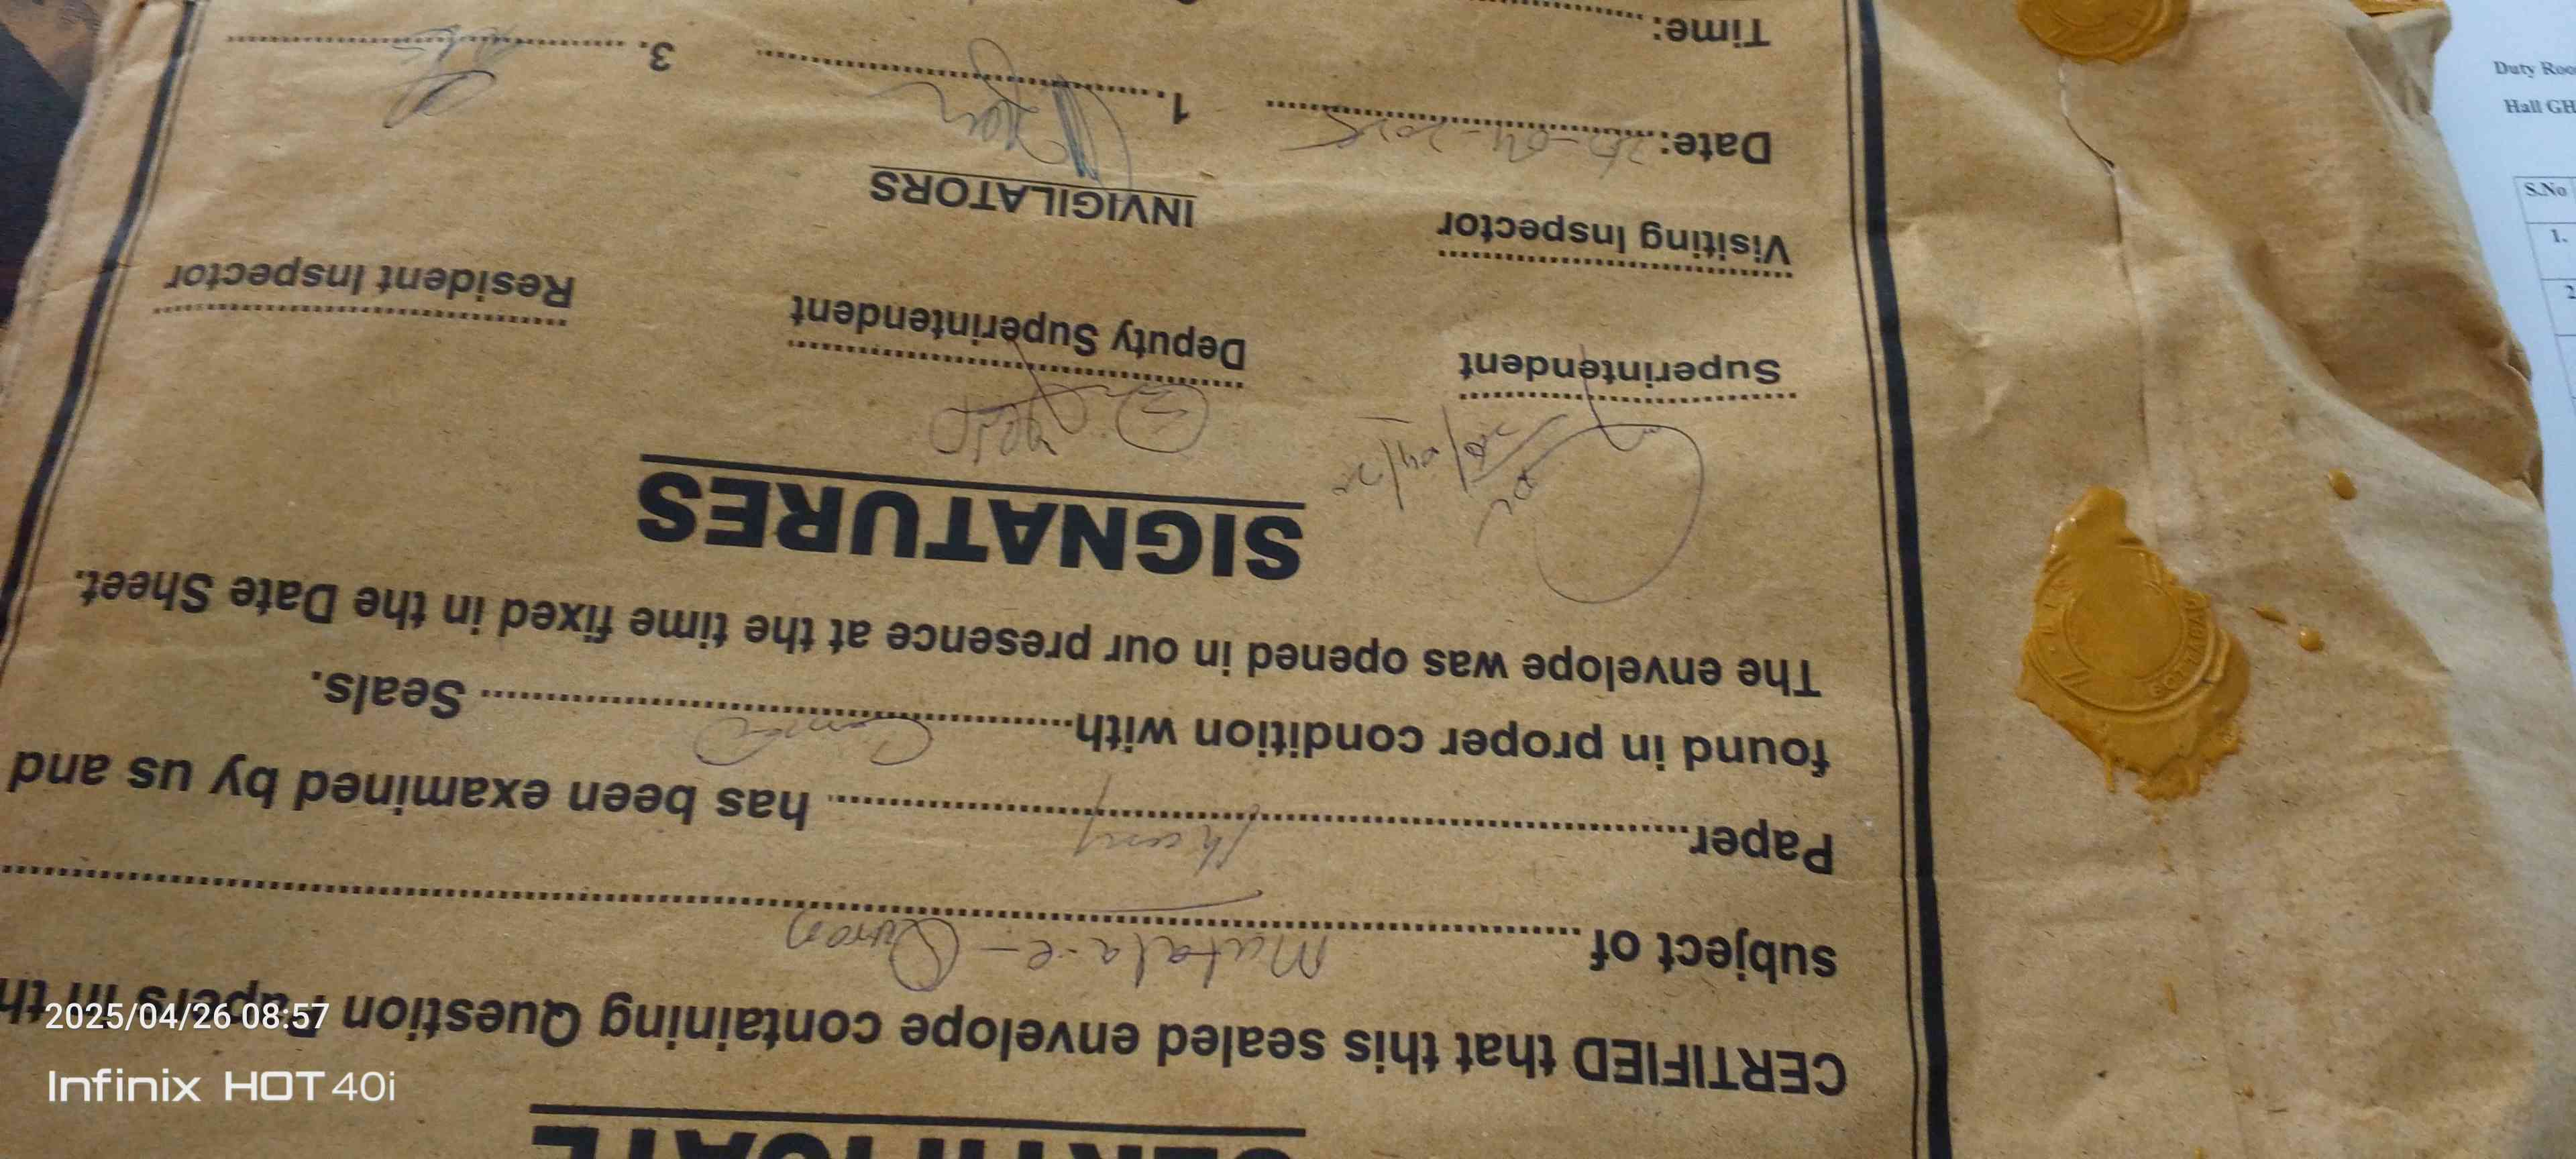 CERTIFICATE
CERTIFIED that this sealed envelope containing Question Papers in th
subject of Mutala-e-Quran
Paper Theory has been examined by us and
found in proper condition with Seals.
The envelope was opened in our presence at the time fixed in the Date Sheet.
SIGNATURES
Superintendent
Deputy Superintendent
Resident Inspector
Visiting Inspector
INVIGILATORS
Date: 26-04-2025
1.
3.
Time:
Duty Roo
Hall GH
S.No
1.
2
2025/04/26 08:57
Infinix HOT 40i